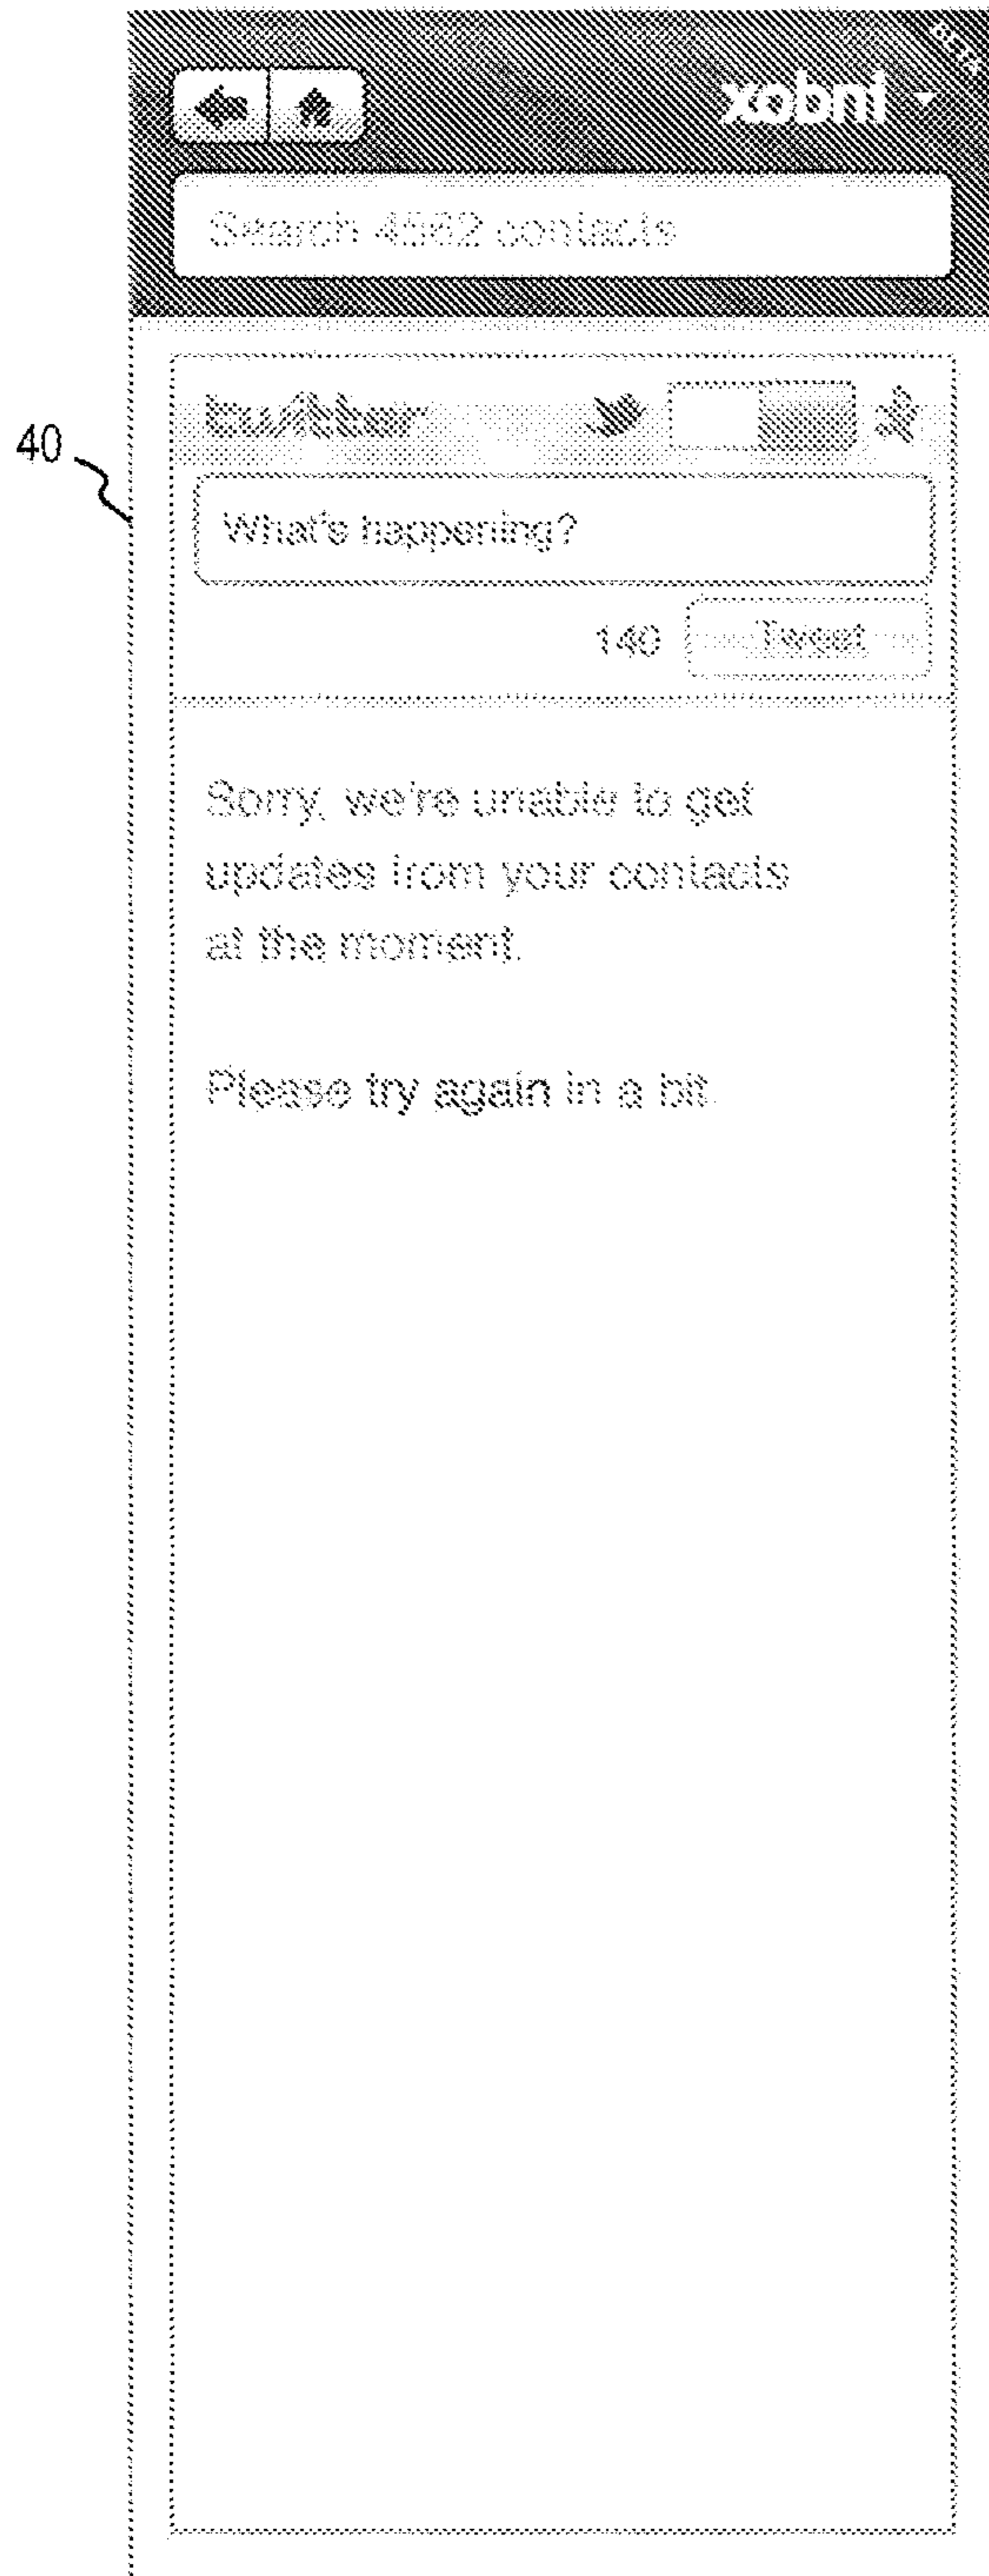 xobni
Search 4562 contacts
40
twitter
What's happening?
140 Tweet
Sorry, we're unable to get
updates from your contacts
at the moment.
Please try again in a bit.